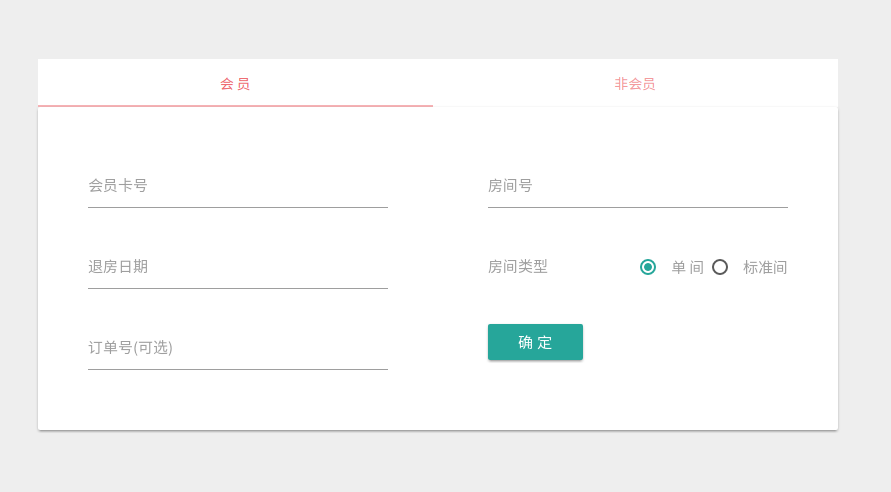 会 员
非会员
会员卡号
房间号
退房日期
房间类型
单 间
标准间
订单号(可选)
确 定